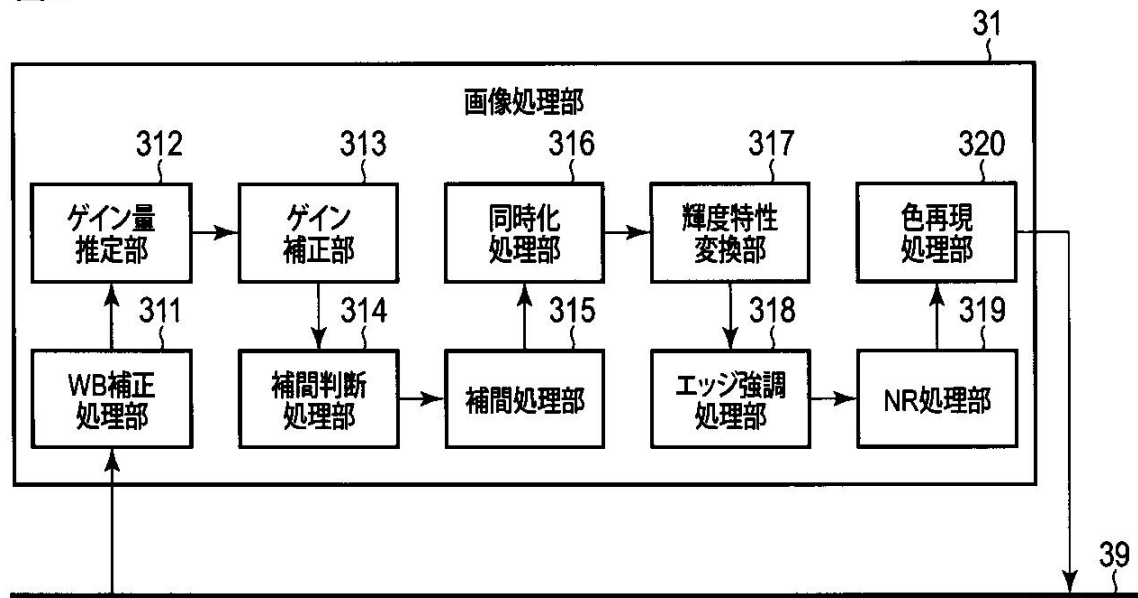 31
画像処理部
312
313
316
317
320
ゲイン量
推定部
ゲイン
補正部
同時化
処理部
輝度特性
変換部
色再現
処理部
311
314
315
318
319
WB補正
処理部
補間判断
処理部
補間処理部
エッジ強調
処理部
NR処理部
39